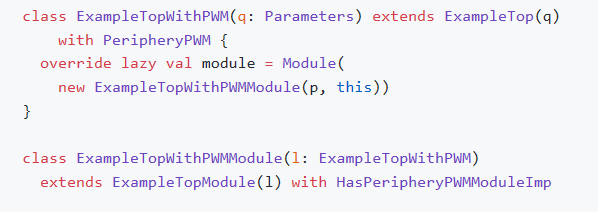 class ExampleTopWithPWM(q: Parameters) extends ExampleTop(q)
    with PeripheryPWM {
  override lazy val module = Module(
    new ExampleTopWithPWMModule(p, this))
}

class ExampleTopWithPWMModule(l: ExampleTopWithPWM)
  extends ExampleTopModule(l) with HasPeripheryPWMModuleImp